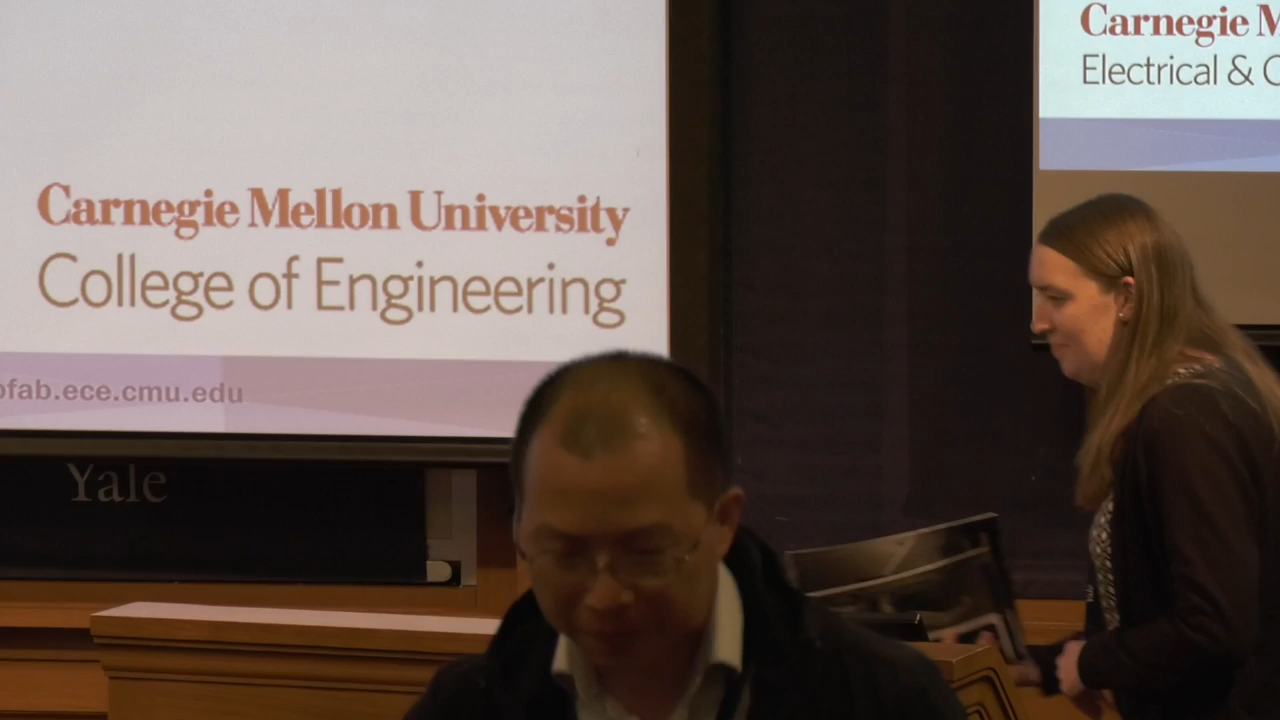 Carnegie Mellon University
College of Engineering
ofab.ece.cmu.edu
Yale
Carnegie M
Electrical & C